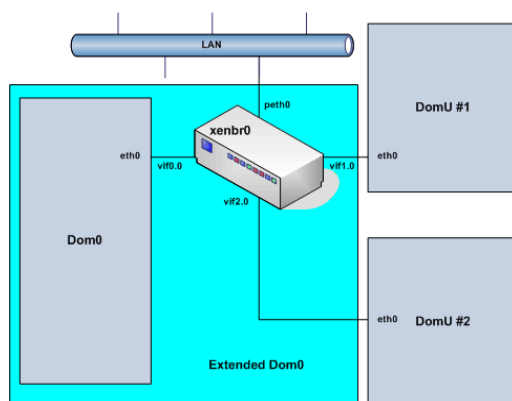 LAN
peth0
DomU #1
xenbr0
eth0
vif0.0
vif1.0
eth0
vif2.0
Dom0
eth0
DomU #2
Extended Dom0